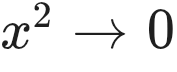 x² → 0